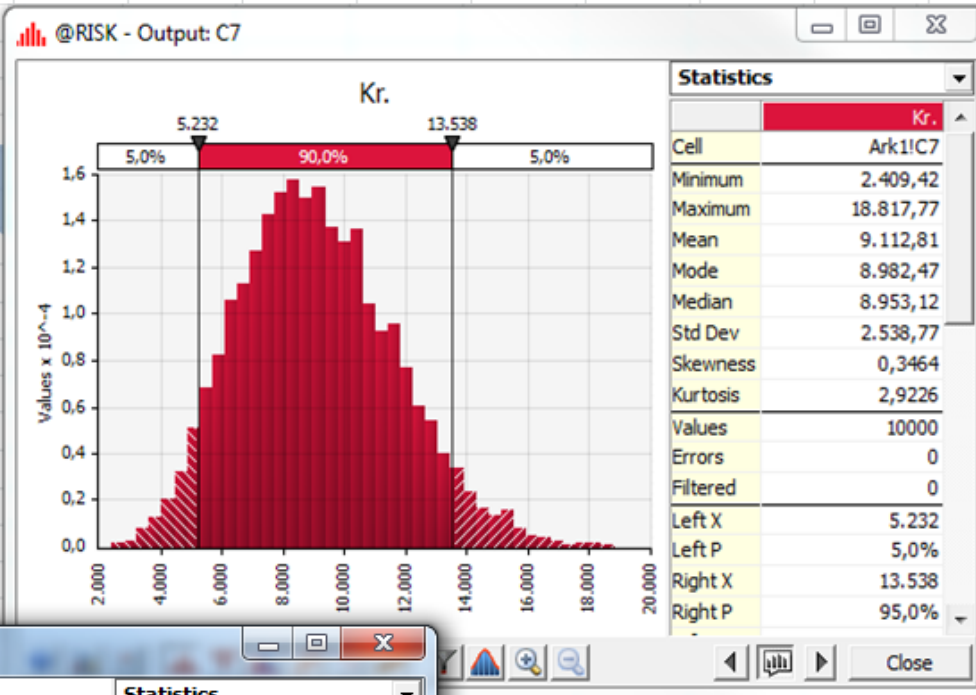 @RISK - Output: C7
Kr.
5.232 13.538
5,0% 90,0% 5,0%
1,6
1,4
1,2
1,0
0,8
0,6
0,4
0,2
0,0
Values x 10^-4
2.000 4.000 6.000 8.000 10.000 12.000 14.000 16.000 18.000 20.000
Statistics
Kr.
Cell Ark1!C7
Minimum 2.409,42
Maximum 18.817,77
Mean 9.112,81
Mode 8.982,47
Median 8.953,12
Std Dev 2.538,77
Skewness 0,3464
Kurtosis 2,9226
Values 10000
Errors 0
Filtered 0
Left X 5.232
Left P 5,0%
Right X 13.538
Right P 95,0%
Close
Statistics